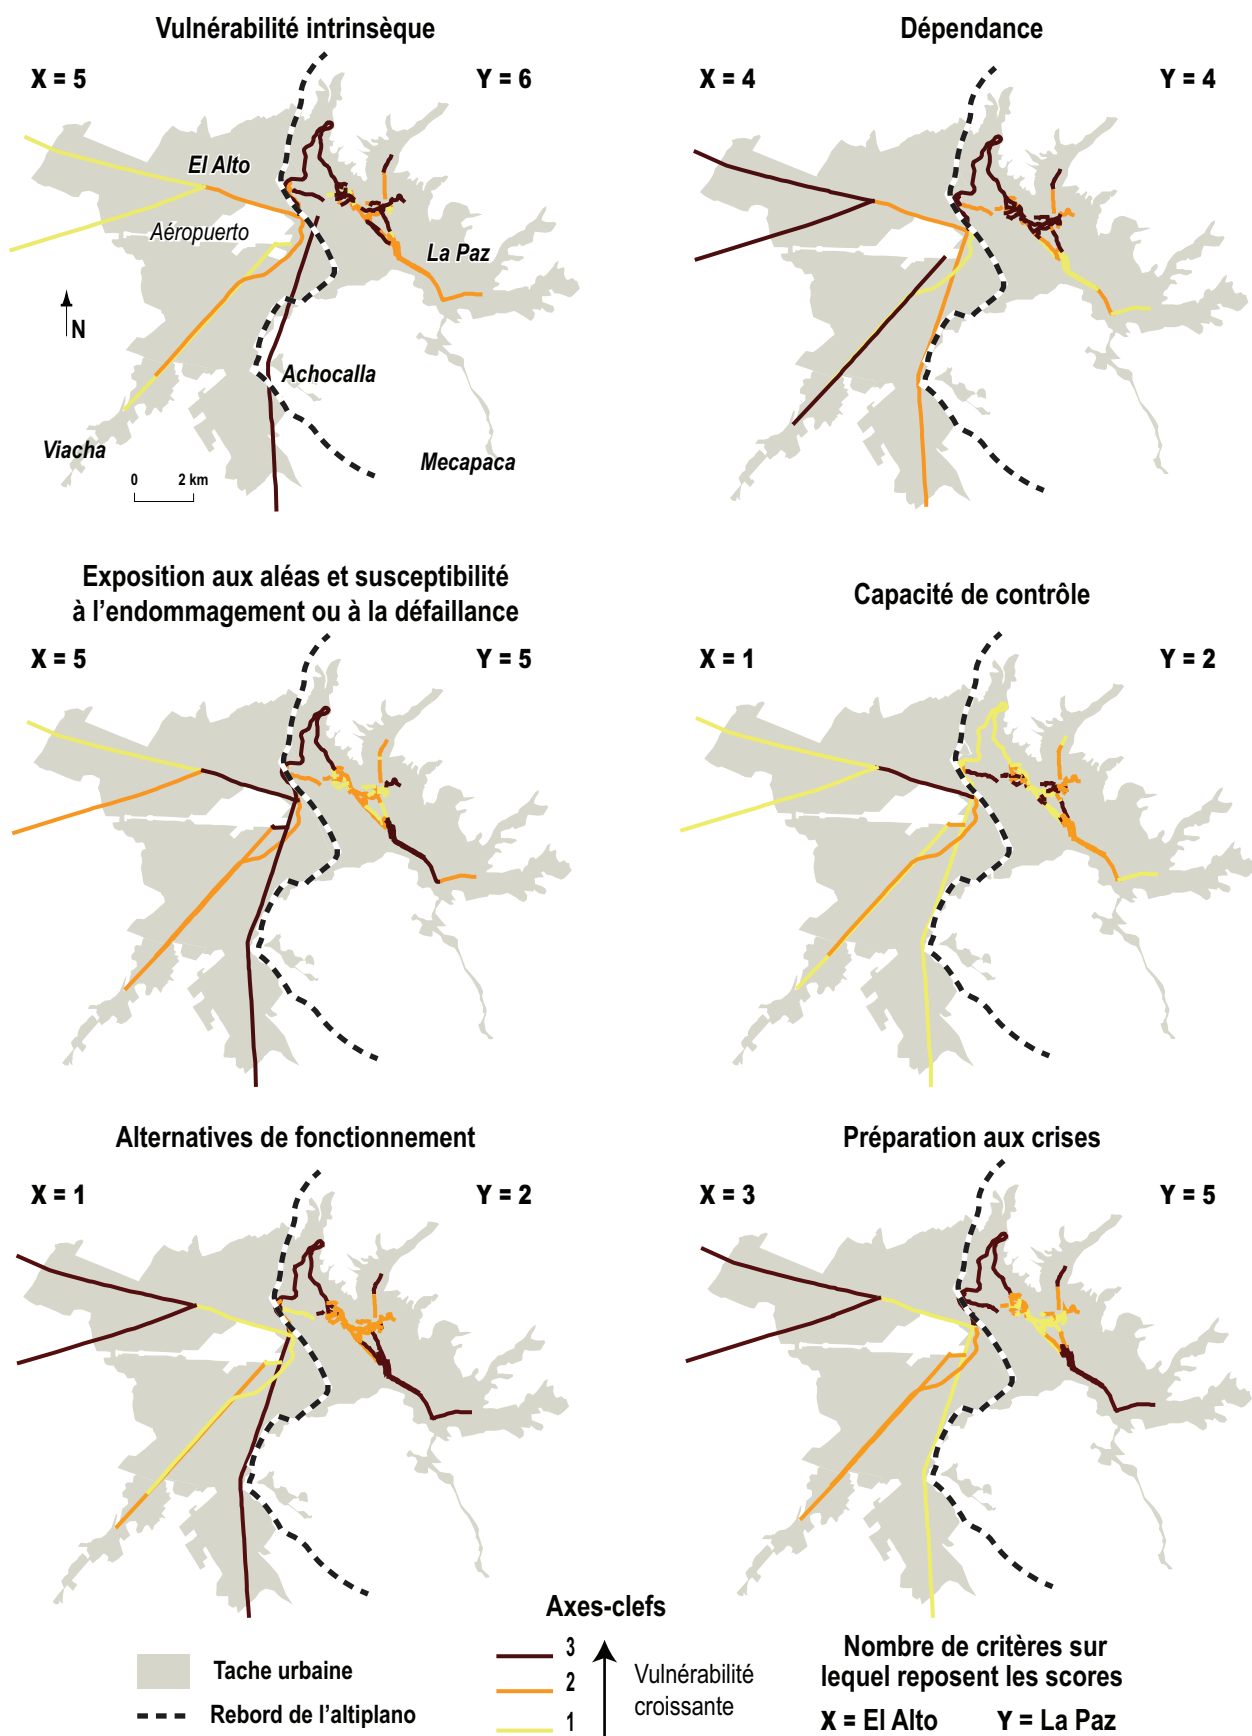 Vulnérabilité intrinsèque
X = 5
Y = 6
El Alto
Aéropuerto
La Paz
N
Achocalla
Viacha
Mecapaca
0 2 km
Dépendance
X = 4
Y = 4
Exposition aux aléas et susceptibilité
à l’endommagement ou à la défaillance
X = 5
Y = 5
Capacité de contrôle
X = 1
Y = 2
Alternatives de fonctionnement
X = 1
Y = 2
Préparation aux crises
X = 3
Y = 5
Tache urbaine
Rebord de l’altiplano
Axes-clefs
3
2
1
Vulnérabilité
croissante
Nombre de critères sur
lequel reposent les scores
X = El Alto
Y = La Paz